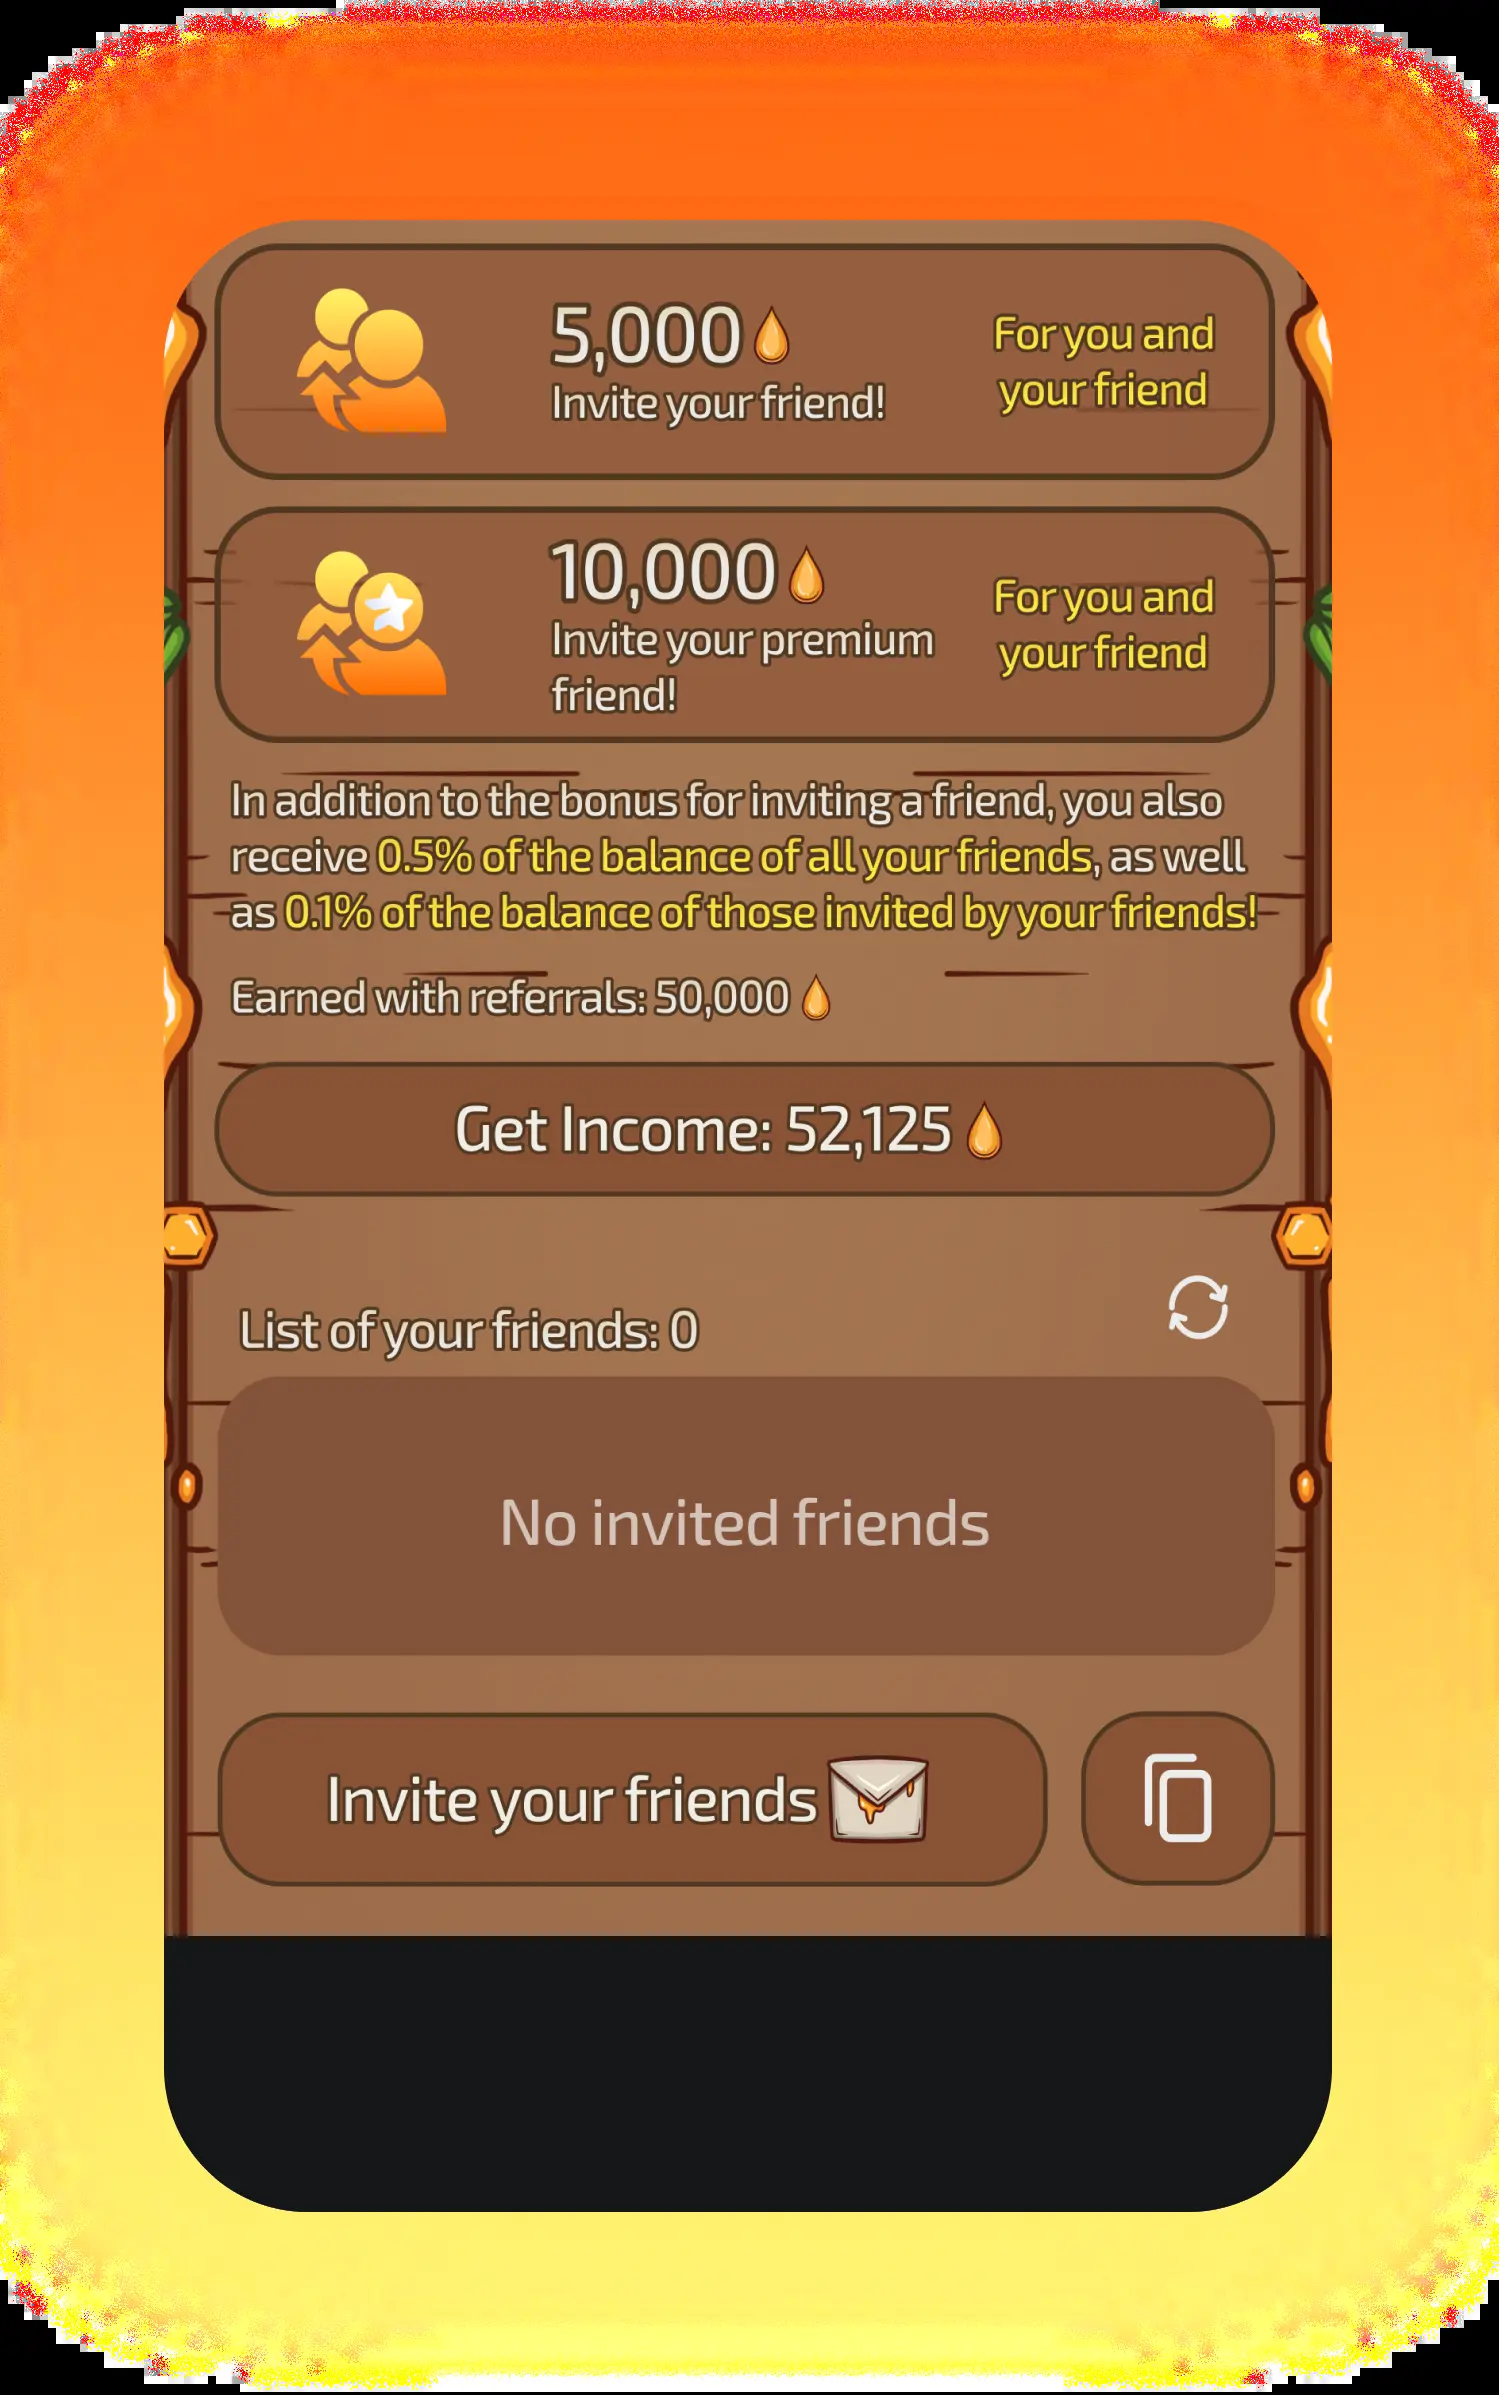 5,000
Invite your friend!
For you and
your friend
10,000
Invite your premium
friend!
For you and
your friend
In addition to the bonus for inviting a friend, you also
receive 0.5% of the balance of all your friends, as well
as 0.1% of the balance of those invited by your friends!
Earned with referrals: 50,000
Get Income: 52,125
List of your friends: 0
No invited friends
Invite your friends